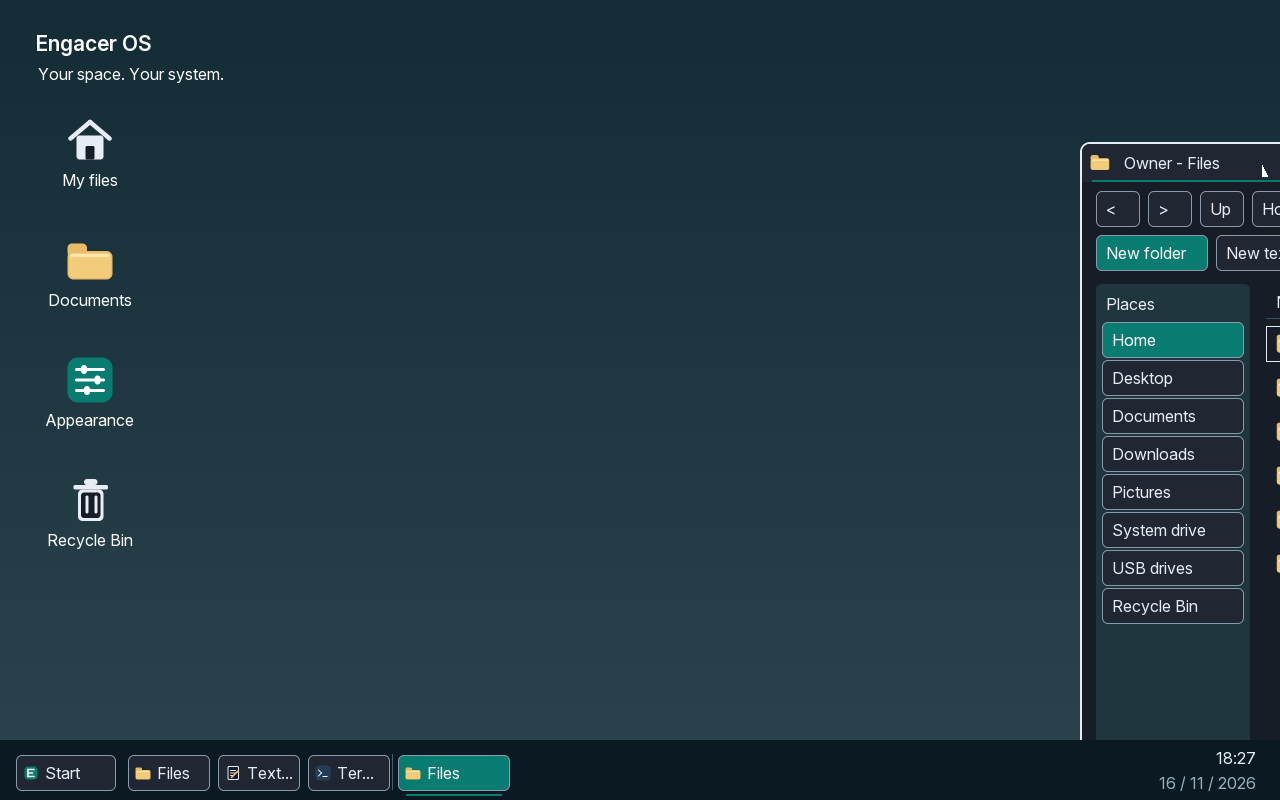 Engacer OS
Your space. Your system.
My files
Documents
Appearance
Recycle Bin
Owner - Files
< > Up
New folder
Places
Home
Desktop
Documents
Downloads
Pictures
System drive
USB drives
Recycle Bin
Start Files Text... Ter... Files
18:27
16 / 11 / 2026